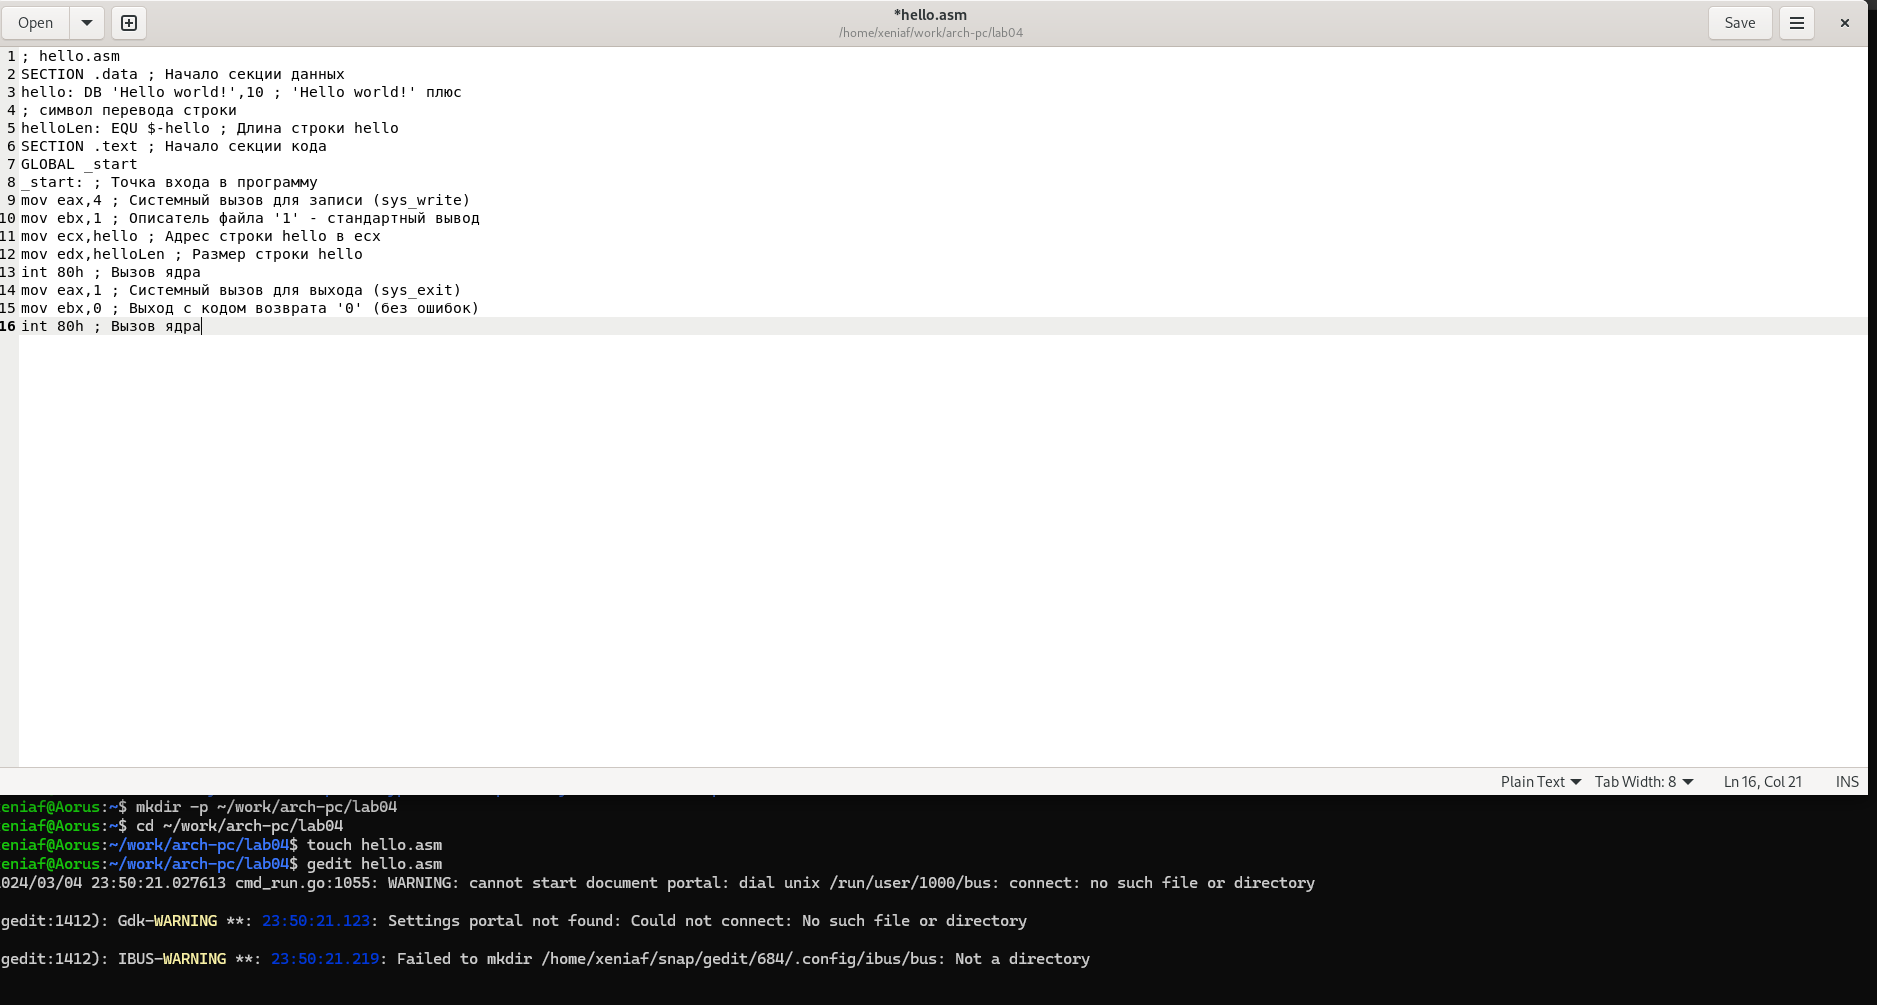 Open
*hello.asm
/home/xeniaf/work/arch-pc/lab04
Save
1 ; hello.asm
2 SECTION .data ; Начало секции данных
3 hello: DB 'Hello world!',10 ; 'Hello world!' плюс
4 ; символ перевода строки
5 helloLen: EQU $-hello ; Длина строки hello
6 SECTION .text ; Начало секции кода
7 GLOBAL _start
8 _start: ; Точка входа в программу
9 mov eax,4 ; Системный вызов для записи (sys_write)
10 mov ebx,1 ; Описатель файла '1' - стандартный вывод
11 mov ecx,hello ; Адрес строки hello в ecx
12 mov edx,helloLen ; Размер строки hello
13 int 80h ; Вызов ядра
14 mov eax,1 ; Системный вызов для выхода (sys_exit)
15 mov ebx,0 ; Выход с кодом возврата '0' (без ошибок)
16 int 80h ; Вызов ядра
Plain Text Tab Width: 8 Ln 16, Col 21 INS
eniaf@Aorus:~$ mkdir -p ~/work/arch-pc/lab04
eniaf@Aorus:~$ cd ~/work/arch-pc/lab04
eniaf@Aorus:~/work/arch-pc/lab04$ touch hello.asm
eniaf@Aorus:~/work/arch-pc/lab04$ gedit hello.asm
024/03/04 23:50:21.027613 cmd_run.go:1055: WARNING: cannot start document portal: dial unix /run/user/1000/bus: connect: no such file or directory
gedit:1412): Gdk-WARNING **: 23:50:21.123: Settings portal not found: Could not connect: No such file or directory
gedit:1412): IBUS-WARNING **: 23:50:21.219: Failed to mkdir /home/xeniaf/snap/gedit/684/.config/ibus/bus: Not a directory